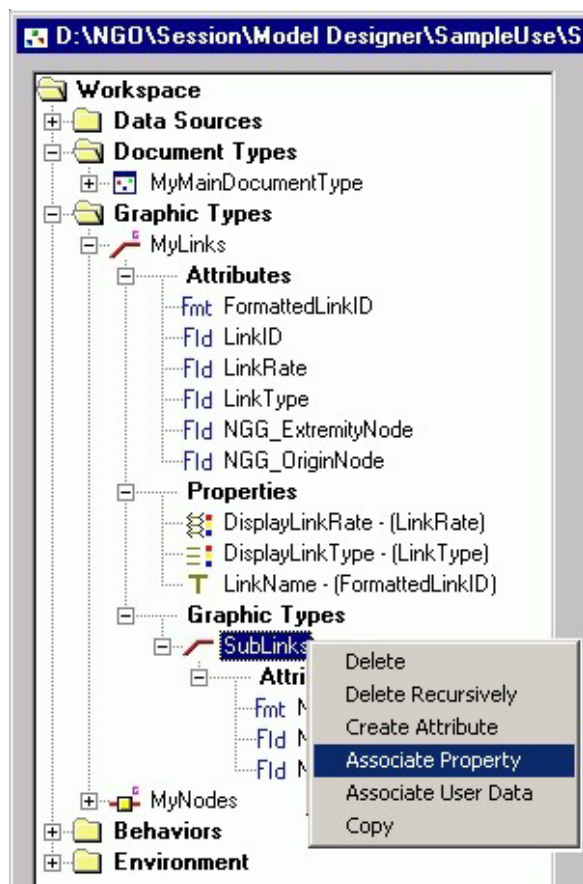 D:\NGO\Session\Model Designer\SampleUse\S
Workspace
Data Sources
Document Types
MyMainDocumentType
Graphic Types
MyLinks
Attributes
Fmt FormattedLinkID
Fld LinkID
Fld LinkRate
Fld LinkType
Fld NGG_ExtremityNode
Fld NGG_OriginNode
Properties
DisplayLinkRate - (LinkRate)
DisplayLinkType - (LinkType)
T LinkName - (FormattedLinkID)
Graphic Types
SubLinks
Attri
Fmt
Fld
Fld
Delete
Delete Recursively
Create Attribute
Associate Property
Associate User Data
Copy
MyNodes
Behaviors
Environment